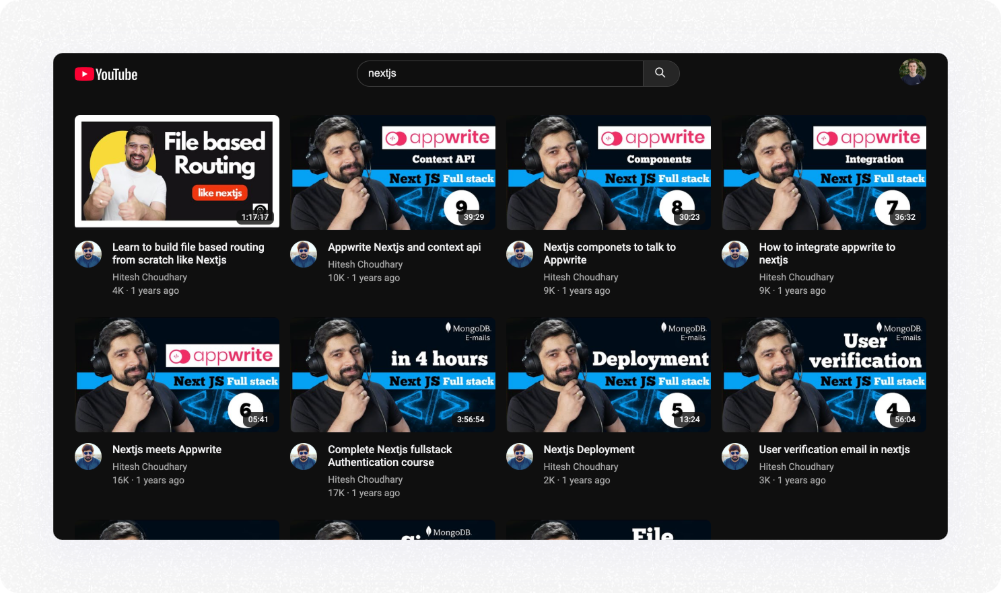 YouTube
nextjs
File based
Routing
like nextjs
1:17:17
appwrite
Context API
Next JS Full stack
9
39:29
appwrite
Components
Next JS Full stack
8
30:23
appwrite
Integration
Next JS Full stack
7
36:32
Learn to build file based routing
from scratch like Nextjs
Hitesh Choudhary
4K · 1 years ago
Appwrite Nextjs and context api
Hitesh Choudhary
10K · 1 years ago
Nextjs componets to talk to
Appwrite
Hitesh Choudhary
9K · 1 years ago
How to integrate appwrite to
nextjs
Hitesh Choudhary
9K · 1 years ago
appwrite
Next JS Full stack
6
05:41
MongoDB.
E-mails
in 4 hours
Next JS Full stack
3:56:54
MongoDB.
E-mails
Deployment
Next JS Full stack
5
13:24
MongoDB.
E-mails
User
verification
Next JS Full stack
4
56:04
Nextjs meets Appwrite
Hitesh Choudhary
16K · 1 years ago
Complete Nextjs fullstack
Authentication course
Hitesh Choudhary
17K · 1 years ago
Nextjs Deployment
Hitesh Choudhary
2K · 1 years ago
User verification email in nextjs
Hitesh Choudhary
3K · 1 years ago
MongoDB.
File